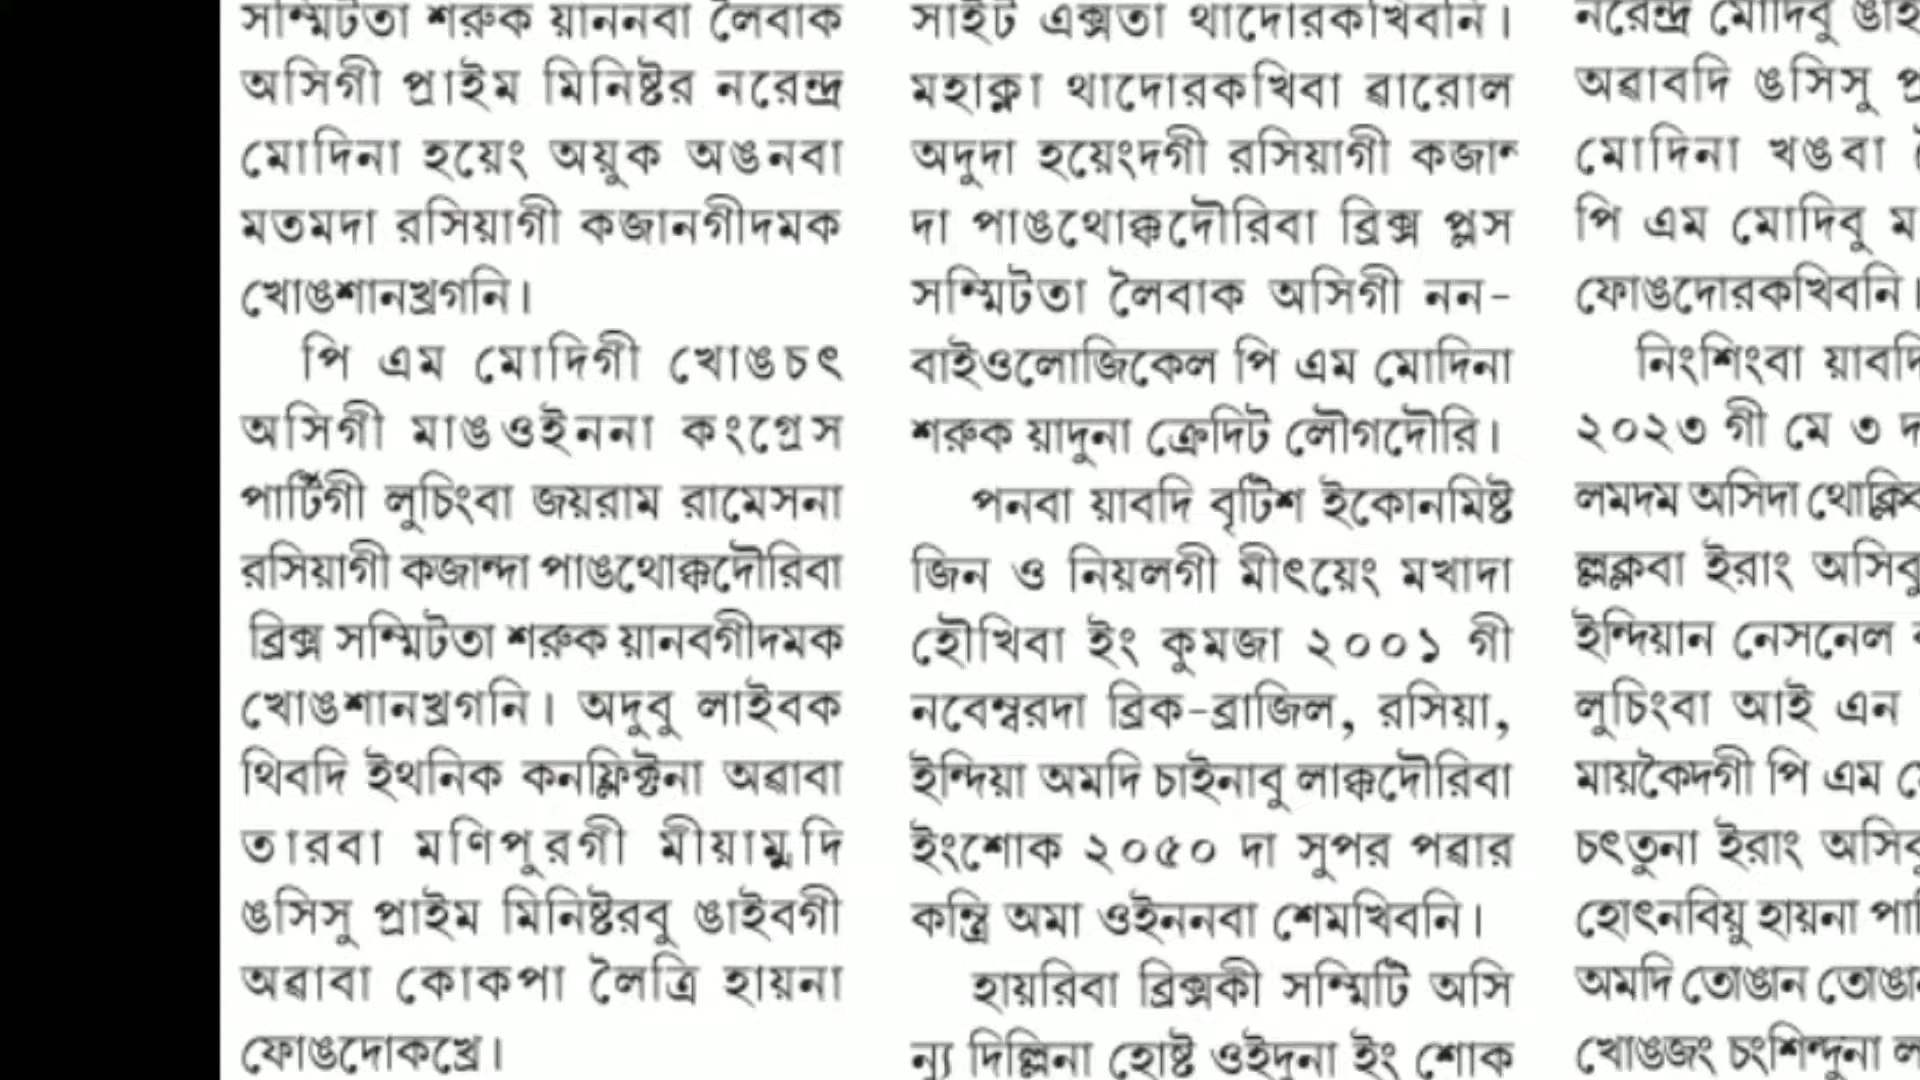 সম্মিটতা শরুক য়াননবা লৈবাক
অসিগী প্রাইম মিনিষ্টর নরেন্দ্র
মোদিনা হয়েং অয়ুক অঙনবা
মতমদা রসিয়াগী কজানগীদমক
খোঙশানখ্রগনি।
পি এম মোদিগী খোঙচৎ
অসিগী মাঙওইননা কংগ্রেস
পার্টিগী লুচিংবা জয়রাম রামেসনা
রসিয়াগী কজান্দা পাঙথোক্কদৌরিবা
ব্রিক্স সম্মিটতা শরুক য়ানবগীদমক
খোঙশানখ্রগনি। অদুবু লাইবক
থিবদি ইথনিক কনফ্লিক্টনা অৱাবা
তারবা মণিপুরগী মীয়াম্নুদি
ঙসিসু প্রাইম মিনিষ্টরবু ঙাইবগী
অৱাবা কোকপা লৈত্রি হায়না
ফোঙদোকখ্রে।
সাইট এক্সতা থাদোরকখিবনি।
মহাক্না থাদোরকখিবা ৱারোল
অদুদা হয়েংদগী রসিয়াগী কজান
দা পাঙথোক্কদৌরিবা ব্রিক্স প্লস
সম্মিটতা লৈবাক অসিগী নন-
বাইওলোজিকেল পি এম মোদিনা
শরুক য়াদুনা ক্রেদিট লৌগদৌরি।
পনবা য়াবদি বৃটিশ ইকোনমিষ্ট
জিন ও নিয়লগী মীৎয়েং মখাদা
হৌখিবা ইং কুমজা ২০০১ গী
নবেম্বরদা ব্রিক-ব্রাজিল, রসিয়া,
ইন্দিয়া অমদি চাইনাবু লাক্কদৌরিবা
ইংশোক ২০৫০ দা সুপর পৱার
কন্ত্রি অমা ওইননবা শেমখিবনি।
হায়রিবা ব্রিক্সকী সম্মিটি অসি
ন্যু দিল্লিনা হোষ্ট ওইদুনা ইং শোক
নরেন্দ্র মোদিবু
অৱাবদি ঙসিসু
মোদিনা খঙবা
পি এম মোদিবু
ফোঙদোরকখিবনি।
নিংশিংবা য়াবদি
২০২৩ গী মে ৩
লমদম অসিদা
ল্লক্লবা ইরাং
ইন্দিয়ান নেসনেল
লুচিংবা আই এন
মায়কৈদগী পি এম
চৎতুনা ইরাং
হোৎনবিয়ু হায়না
অমদি তোঙান
খোঙজং চংশিন্দুনা